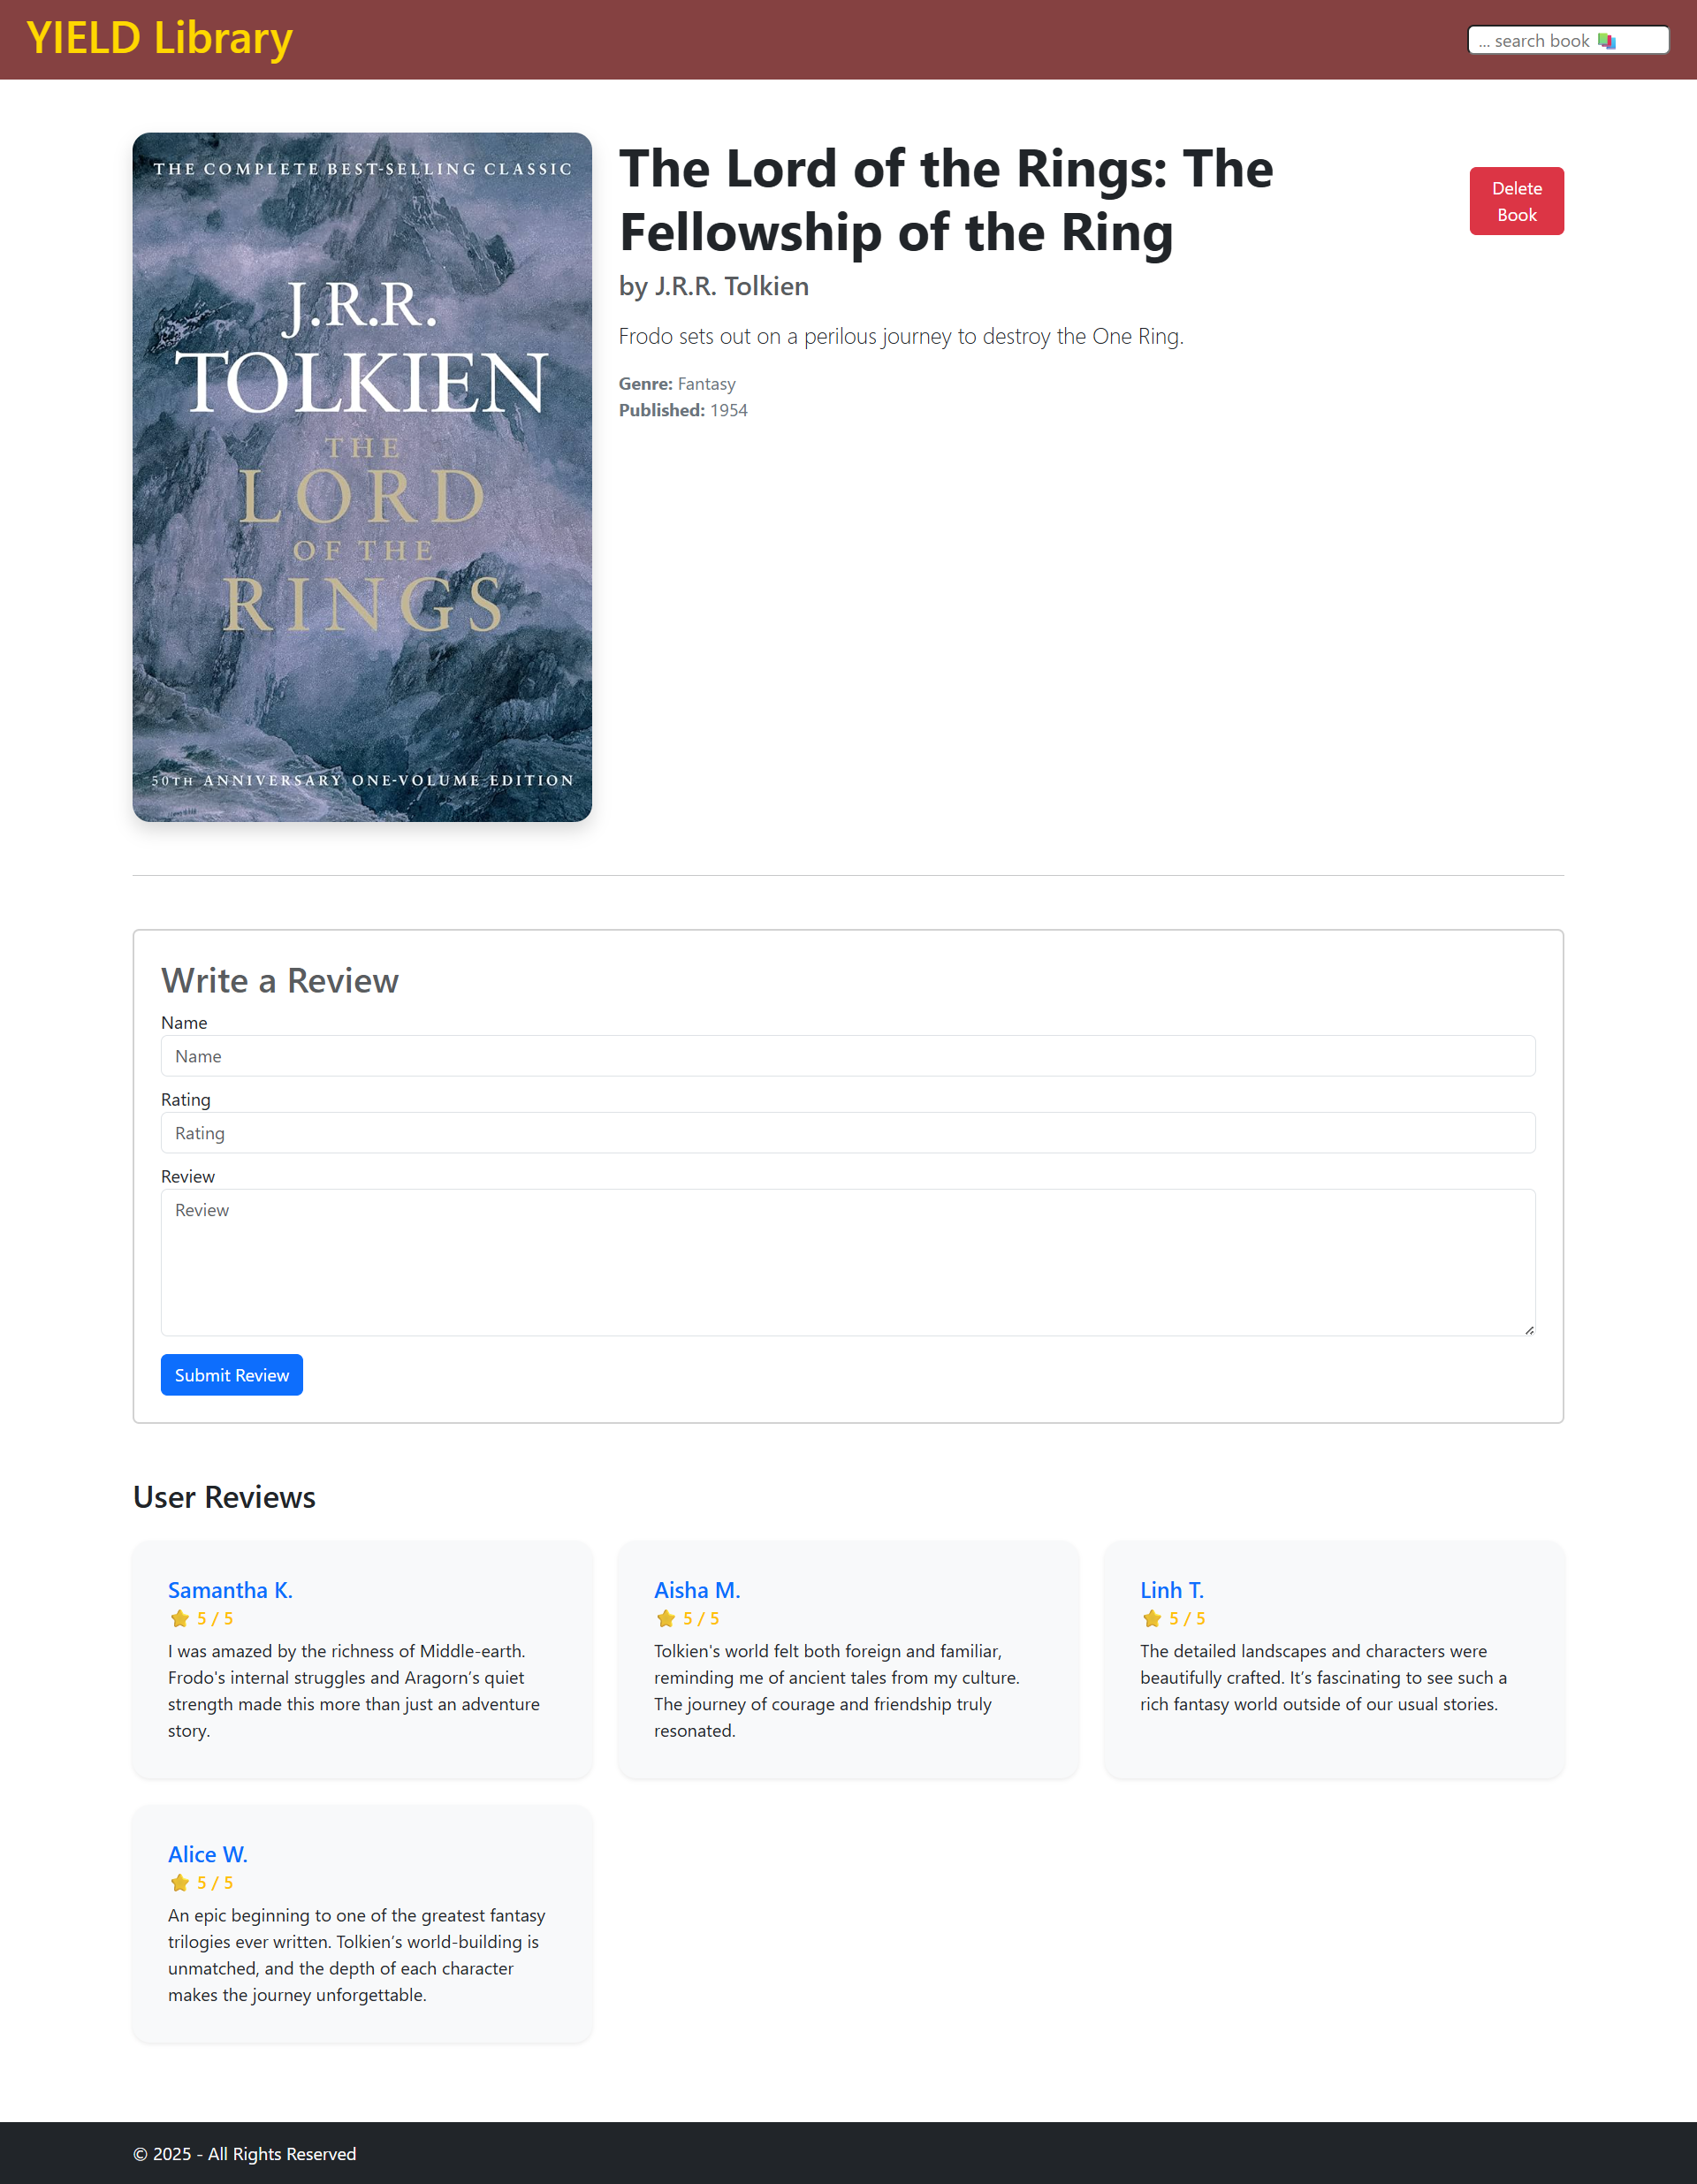 YIELD Library
... search book
THE COMPLETE BEST-SELLING CLASSIC
J.R.R.
TOLKIEN
THE
LORD
OF THE
RINGS
50TH ANNIVERSARY ONE-VOLUME EDITION
The Lord of the Rings: The
Fellowship of the Ring
by J.R.R. Tolkien
Frodo sets out on a perilous journey to destroy the One Ring.
Genre: Fantasy
Published: 1954
Delete
Book
Write a Review
Name
Name
Rating
Rating
Review
Review
Submit Review
User Reviews
Samantha K.
5 / 5
I was amazed by the richness of Middle-earth.
Frodo's internal struggles and Aragorn’s quiet
strength made this more than just an adventure
story.
Aisha M.
5 / 5
Tolkien's world felt both foreign and familiar,
reminding me of ancient tales from my culture.
The journey of courage and friendship truly
resonated.
Linh T.
5 / 5
The detailed landscapes and characters were
beautifully crafted. It’s fascinating to see such a
rich fantasy world outside of our usual stories.
Alice W.
5 / 5
An epic beginning to one of the greatest fantasy
trilogies ever written. Tolkien’s world-building is
unmatched, and the depth of each character
makes the journey unforgettable.
© 2025 - All Rights Reserved